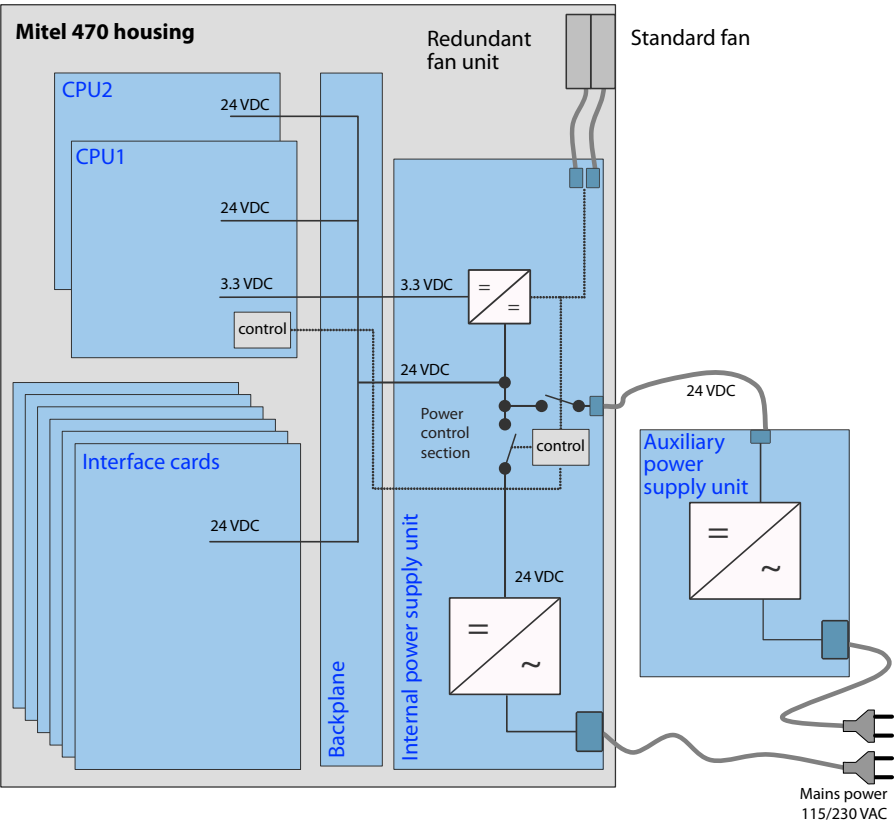 Mitel 470 housing
Redundant
fan unit
Standard fan
CPU2
24 VDC
CPU1
24 VDC
3.3 VDC
3.3 VDC
=
=
control
24 VDC
24 VDC
Power
control
section
control
Auxiliary
power
supply unit
Interface cards
24 VDC
=
~
24 VDC
=
~
Backplane
Internal power supply unit
Mains power
115/230 VAC